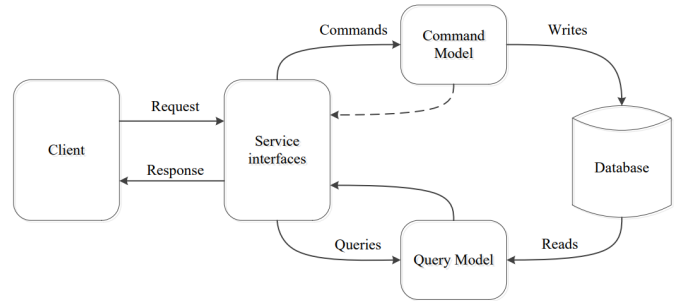 Commands
Command
Model
Writes
Request
Client
Service
interfaces
Response
Database
Queries
Query Model
Reads